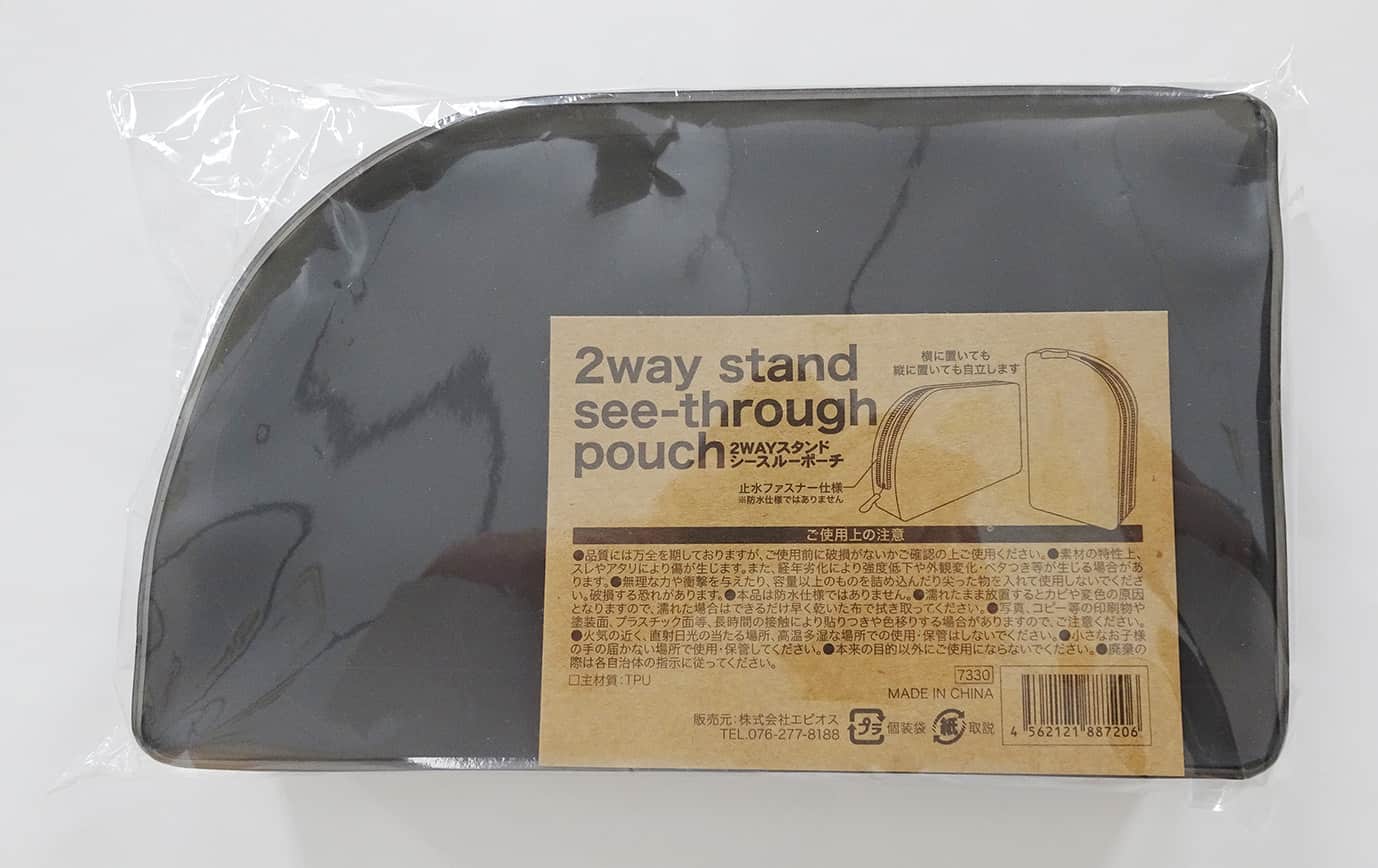 2way stand
see-through
pouch
2WAYスタンド
シースルーポーチ
横に置いても
縦に置いても自立します
止水ファスナー仕様
※防水仕様ではありません
ご使用上の注意
●品質には万全を期しておりますが、ご使用前に破損がないかご確認の上ご使用ください。●素材の特性上、
スレやアタリにより傷が生じます。また、経年劣化により強度低下や外観変化・ベタつき等が生じる場合があ
ります。●無理な力や衝撃を与えたり、容量以上のものを詰め込んだり尖った物を入れて使用しないでくださ
い。破損する恐れがあります。●本品は防水仕様ではありません。●濡れたまま放置するとカビや変色の原因
となりますので、濡れた場合はできるだけ早く乾いた布で拭き取ってください。●写真、コピー等の印刷物や
塗装面、プラスチック面等、長時間の接触により貼りつきや色移りする場合がありますので、ご注意ください。
●火気の近く、直射日光の当たる場所、高温多湿な場所での使用・保管はしないでください。●小さなお子様
の手の届かない場所で使用・保管してください。●本来の目的以外にご使用にならないでください。●廃棄の
際は各自治体の指示に従ってください。
□主材質：TPU
7330
MADE IN CHINA
販売元：株式会社エピオス
TEL.076-277-8188
プラ 個装袋 紙 取説
4 562121 887206